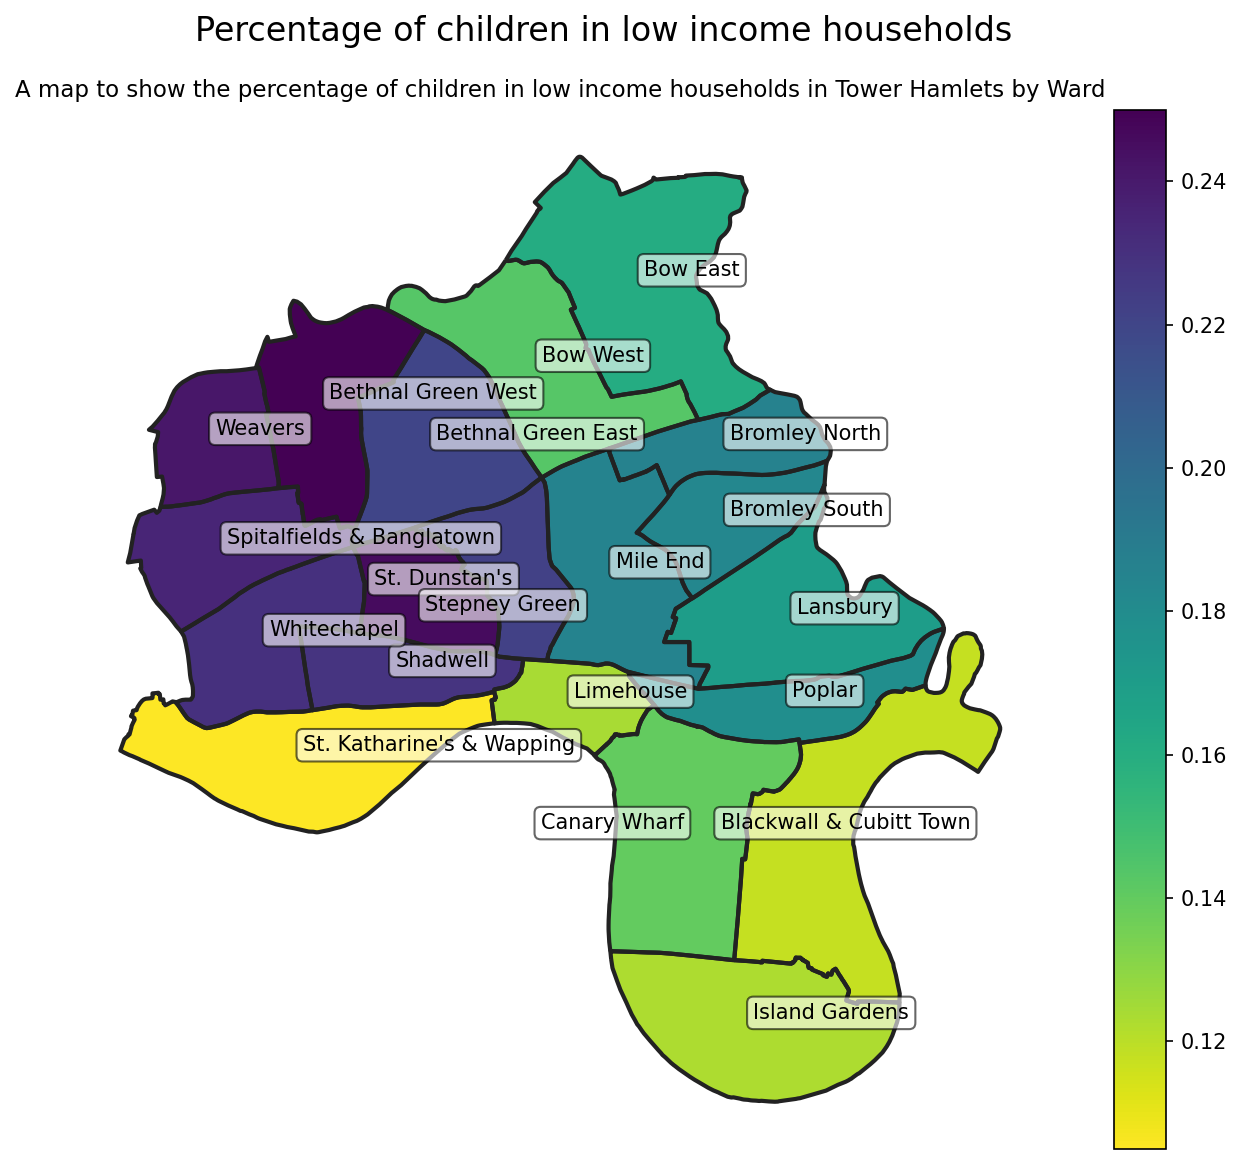 Percentage of children in low income households
A map to show the percentage of children in low income households in Tower Hamlets by Ward
0.24
Bow East
0.22
Bow West
Bethnal Green West
Weavers
Bethnal Green East
Bromley North
0.20
Bromley South
Spitalfields & Banglatown
Mile End
St. Dunstan's
Stepney Green
Lansbury
0.18
Whitechapel
Shadwell
Limehouse
Poplar
St. Katharine's & Wapping
0.16
Canary Wharf
Blackwall & Cubitt Town
0.14
Island Gardens
0.12